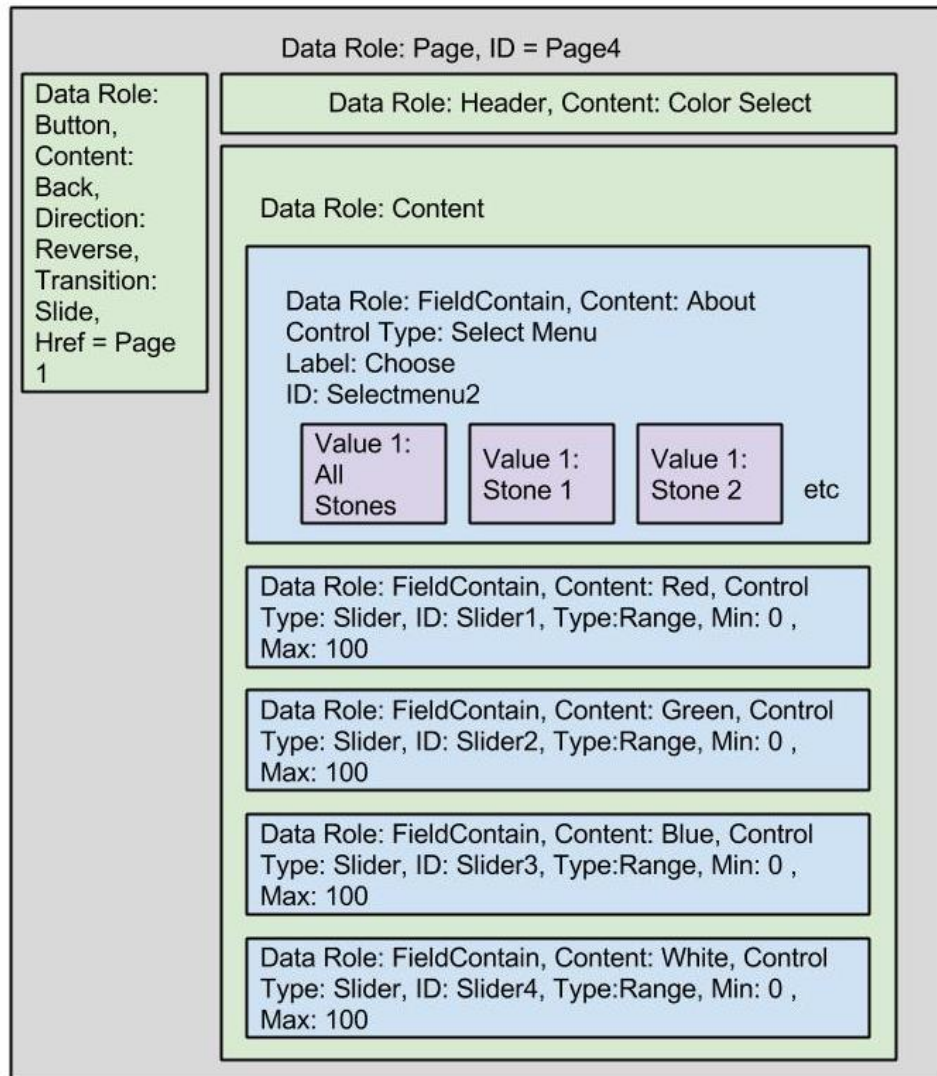 Data Role: Page, ID = Page4
Data Role:
Button,
Content:
Back,
Direction:
Reverse,
Transition:
Slide,
Href = Page
1
Data Role: Header, Content: Color Select
Data Role: Content
Data Role: FieldContain, Content: About
Control Type: Select Menu
Label: Choose
ID: Selectmenu2
Value 1:
All
Stones
Value 1:
Stone 1
Value 1:
Stone 2
etc
Data Role: FieldContain, Content: Red, Control
Type: Slider, ID: Slider1, Type:Range, Min: 0 ,
Max: 100
Data Role: FieldContain, Content: Green, Control
Type: Slider, ID: Slider2, Type:Range, Min: 0 ,
Max: 100
Data Role: FieldContain, Content: Blue, Control
Type: Slider, ID: Slider3, Type:Range, Min: 0 ,
Max: 100
Data Role: FieldContain, Content: White, Control
Type: Slider, ID: Slider4, Type:Range, Min: 0 ,
Max: 100